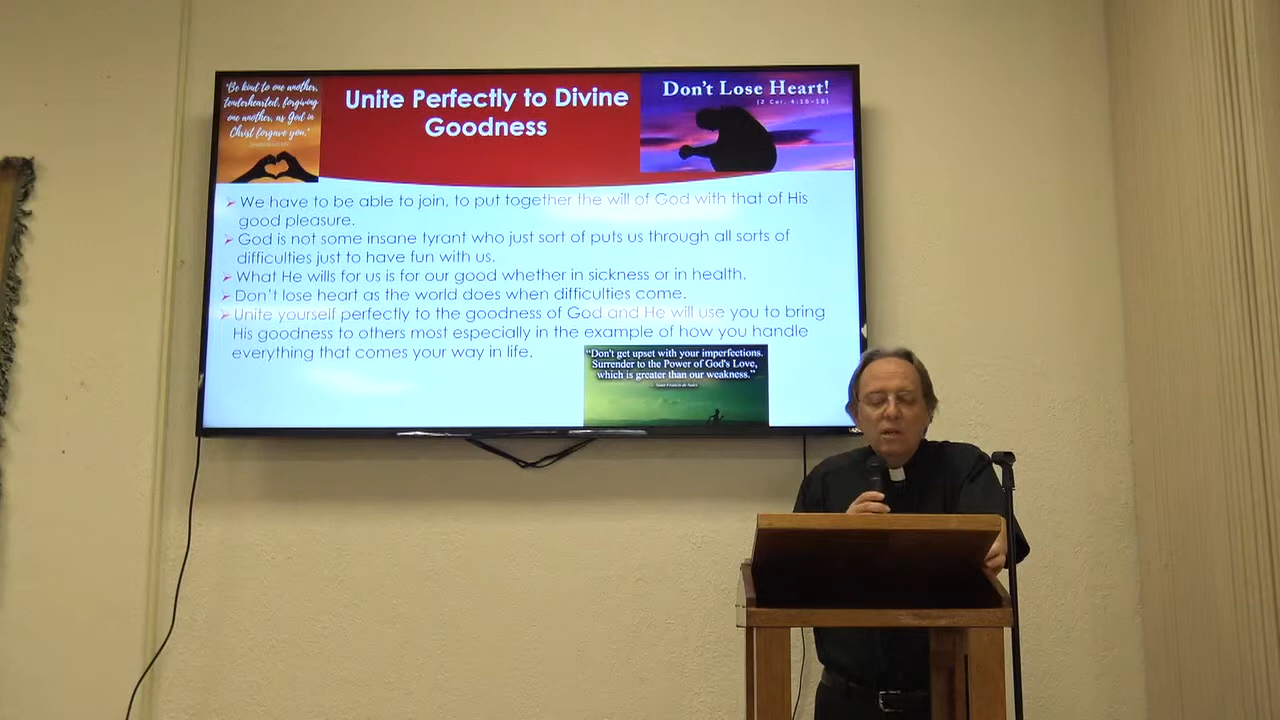 "Be kind to one another,
tenderhearted, forgiving
one another, as God in
Christ forgave you."
Unite Perfectly to Divine
Goodness
Don't Lose Heart!
(2 Cor. 4:16-18)
We have to be able to join, to put together the will of God with that of His
good pleasure.
God is not some insane tyrant who just sort of puts us through all sorts of
difficulties just to have fun with us.
What He wills for us is for our good whether in sickness or in health.
Don't lose heart as the world does when difficulties come.
Unite yourself perfectly to the goodness of God and He will use you to bring
His goodness to others most especially in the example of how you handle
everything that comes your way in life.
"Don't get upset with your imperfections.
Surrender to the Power of God's Love,
which is greater than our weakness."
Saint Francis de Sales